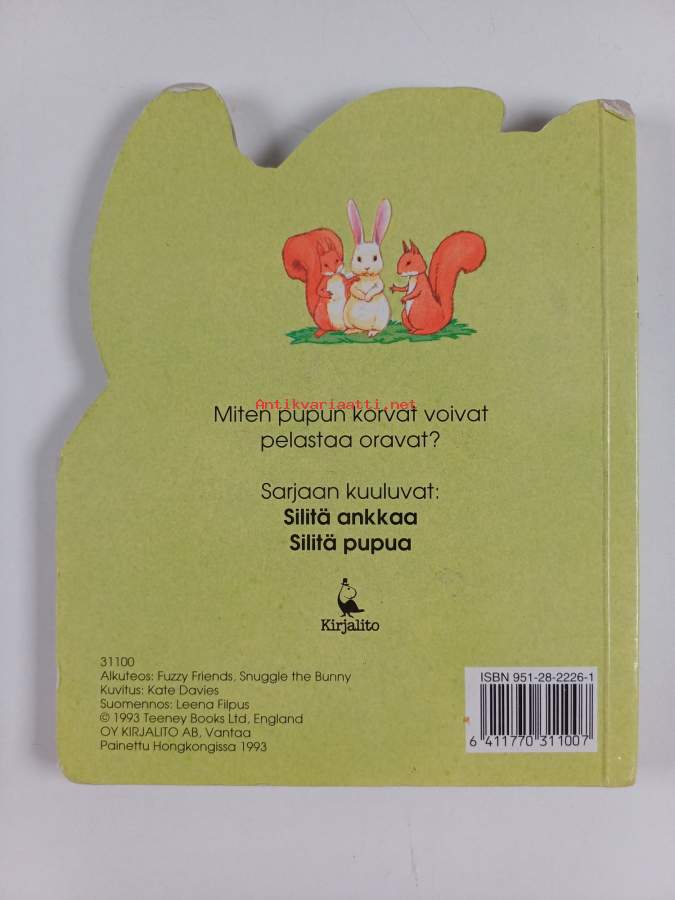 Antikvariaatti.net
Miten pupun korvat voivat
pelastaa oravat?
Sarjaan kuuluvat:
Silitä ankkaa
Silitä pupua
Kirjalito
31100
Alkuteos: Fuzzy Friends, Snuggle the Bunny
Kuvitus: Kate Davies
Suomennos: Leena Filpus
© 1993 Teeney Books Ltd, England
OY KIRJALITO AB, Vantaa
Painettu Hongkongissa 1993
ISBN 951-28-2226-1
6 411770 311007